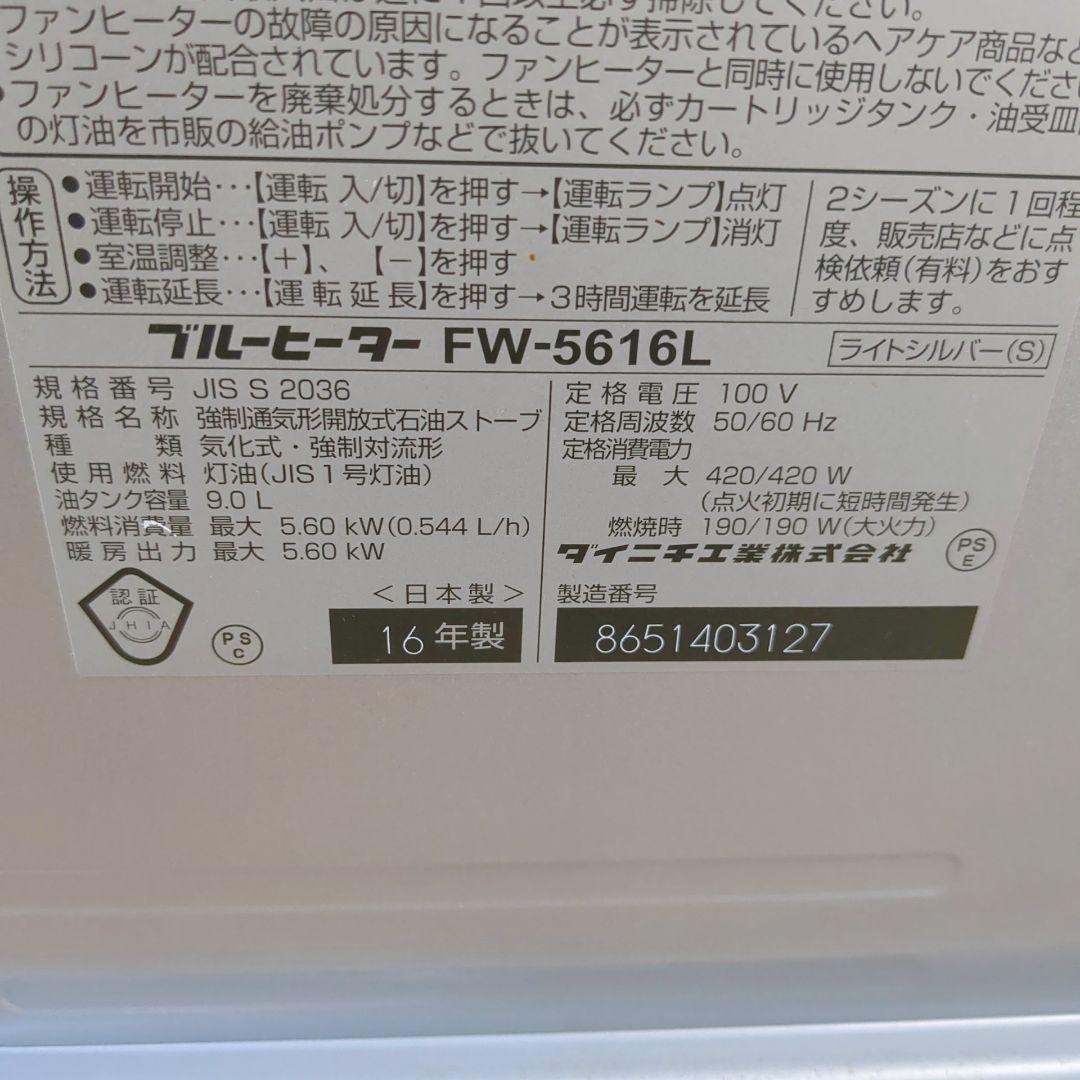 ください。
ファンヒーターの故障の原因になることが表示されているヘアケア商品など
シリコーンが配合されています。ファンヒーターと同時に使用しないでくださ
●ファンヒーターを廃棄処分するときは、必ずカートリッジタンク・油受皿
の灯油を市販の給油ポンプなどで抜いてください。
操作方法
●運転開始…【運転 入/切】を押す→【運転ランプ】点灯
●運転停止…【運転 入/切】を押す→【運転ランプ】消灯
●室温調整…【+】、【−】を押す
●運転延長…【運転延長】を押す→3時間運転を延長
2シーズンに1回程
度、販売店などに点
検依頼(有料)をおす
すめします。
ブルーヒーター FW-5616L
ライトシルバー(S)
規格番号 JIS S 2036
規格名称 強制通気形開放式石油ストーブ
種類 気化式・強制対流形
使用燃料 灯油(JIS1号灯油)
油タンク容量 9.0 L
燃料消費量 最大 5.60 kW(0.544 L/h)
暖房出力 最大 5.60 kW
定格電圧 100 V
定格周波数 50/60 Hz
定格消費電力
最大 420/420 W
(点火初期に短時間発生)
燃焼時 190/190 W(大火力)
ダイニチ工業株式会社
PS
E
認証
JHIA
PS
C
<日本製>
16年製
製造番号
8651403127